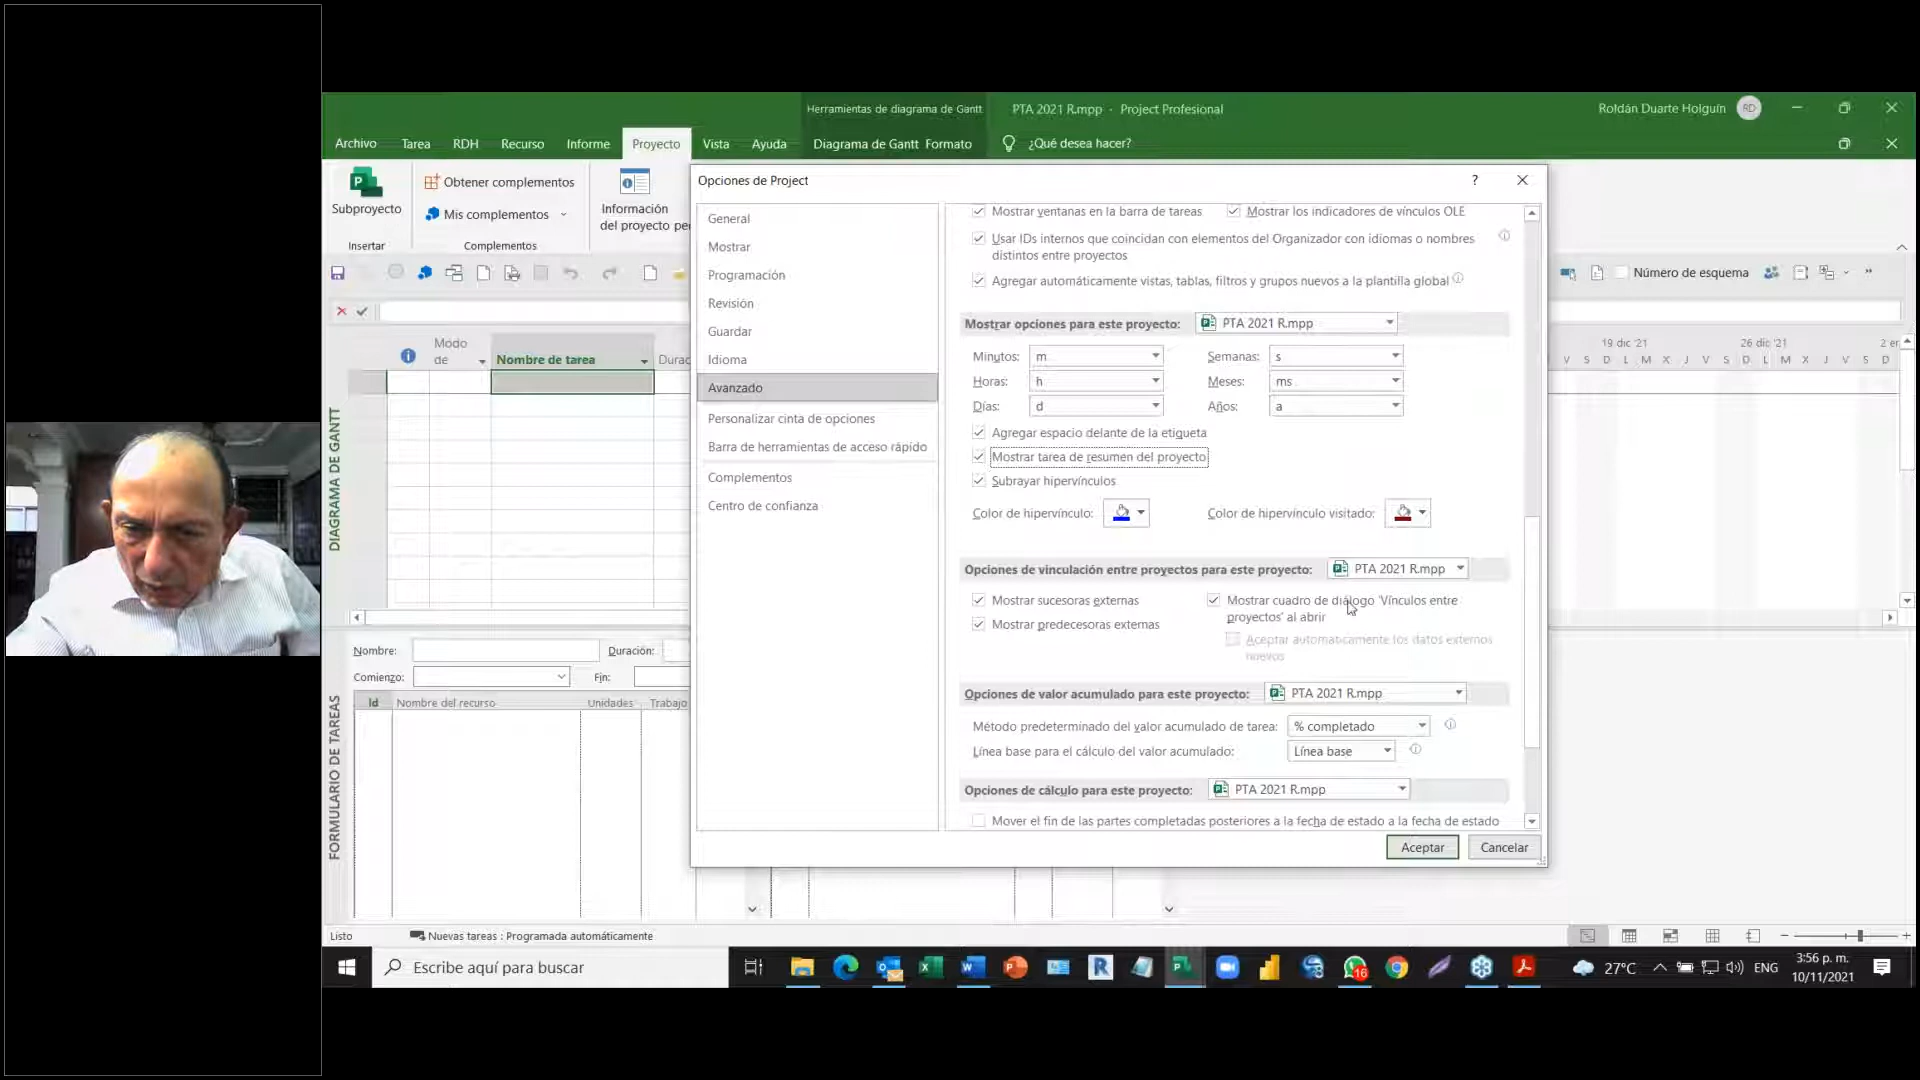 Herramientas de diagrama de Gantt
PTA 2021 R.mpp - Project Profesional
Roldán Duarte Holguín
RD
Archivo
Tarea
RDH
Recurso
Informe
Proyecto
Vista
Ayuda
Diagrama de Gantt
Formato
¿Qué desea hacer?
Subproyecto
Insertar
Obtener complementos
Mis complementos
Complementos
Información
del proyecto
Número de esquema
Modo
de
Nombre de tarea
DIAGRAMA DE GANTT
19 dic '21
26 dic '21
V S D L M X J V S D L M X J V S D
Opciones de Project
General
Mostrar
Programación
Revisión
Guardar
Idioma
Avanzado
Personalizar cinta de opciones
Barra de herramientas de acceso rápido
Complementos
Centro de confianza
Mostrar ventanas en la barra de tareas
Mostrar los indicadores de vínculos OLE
Usar IDs internos que coincidan con elementos del Organizador con idiomas o nombres
distintos entre proyectos
Agregar automáticamente vistas, tablas, filtros y grupos nuevos a la plantilla global
Mostrar opciones para este proyecto: PTA 2021 R.mpp
Minutos: m Semanas: s
Horas: h Meses: ms
Días: d Años: a
Agregar espacio delante de la etiqueta
Mostrar tarea de resumen del proyecto
Subrayar hipervínculos
Color de hipervínculo: Color de hipervínculo visitado:
Opciones de vinculación entre proyectos para este proyecto: PTA 2021 R.mpp
Mostrar sucesoras externas
Mostrar predecesoras externas
Mostrar cuadro de diálogo 'Vínculos entre
proyectos' al abrir
Aceptar automáticamente los datos externos
nuevos
Opciones de valor acumulado para este proyecto: PTA 2021 R.mpp
Método predeterminado del valor acumulado de tarea: % completado
Línea base para el cálculo del valor acumulado: Línea base
Opciones de cálculo para este proyecto: PTA 2021 R.mpp
Mover el fin de las partes completadas posteriores a la fecha de estado a la fecha de estado
Aceptar
Cancelar
Nombre:
Duración:
Comienzo:
Fin:
Id
Nombre del recurso
Unidades
Trabajo
FORMULARIO DE TAREAS
Listo
Nuevas tareas : Programada automáticamente
Escribe aquí para buscar
16
27°C
ENG
3:56 p. m.
10/11/2021